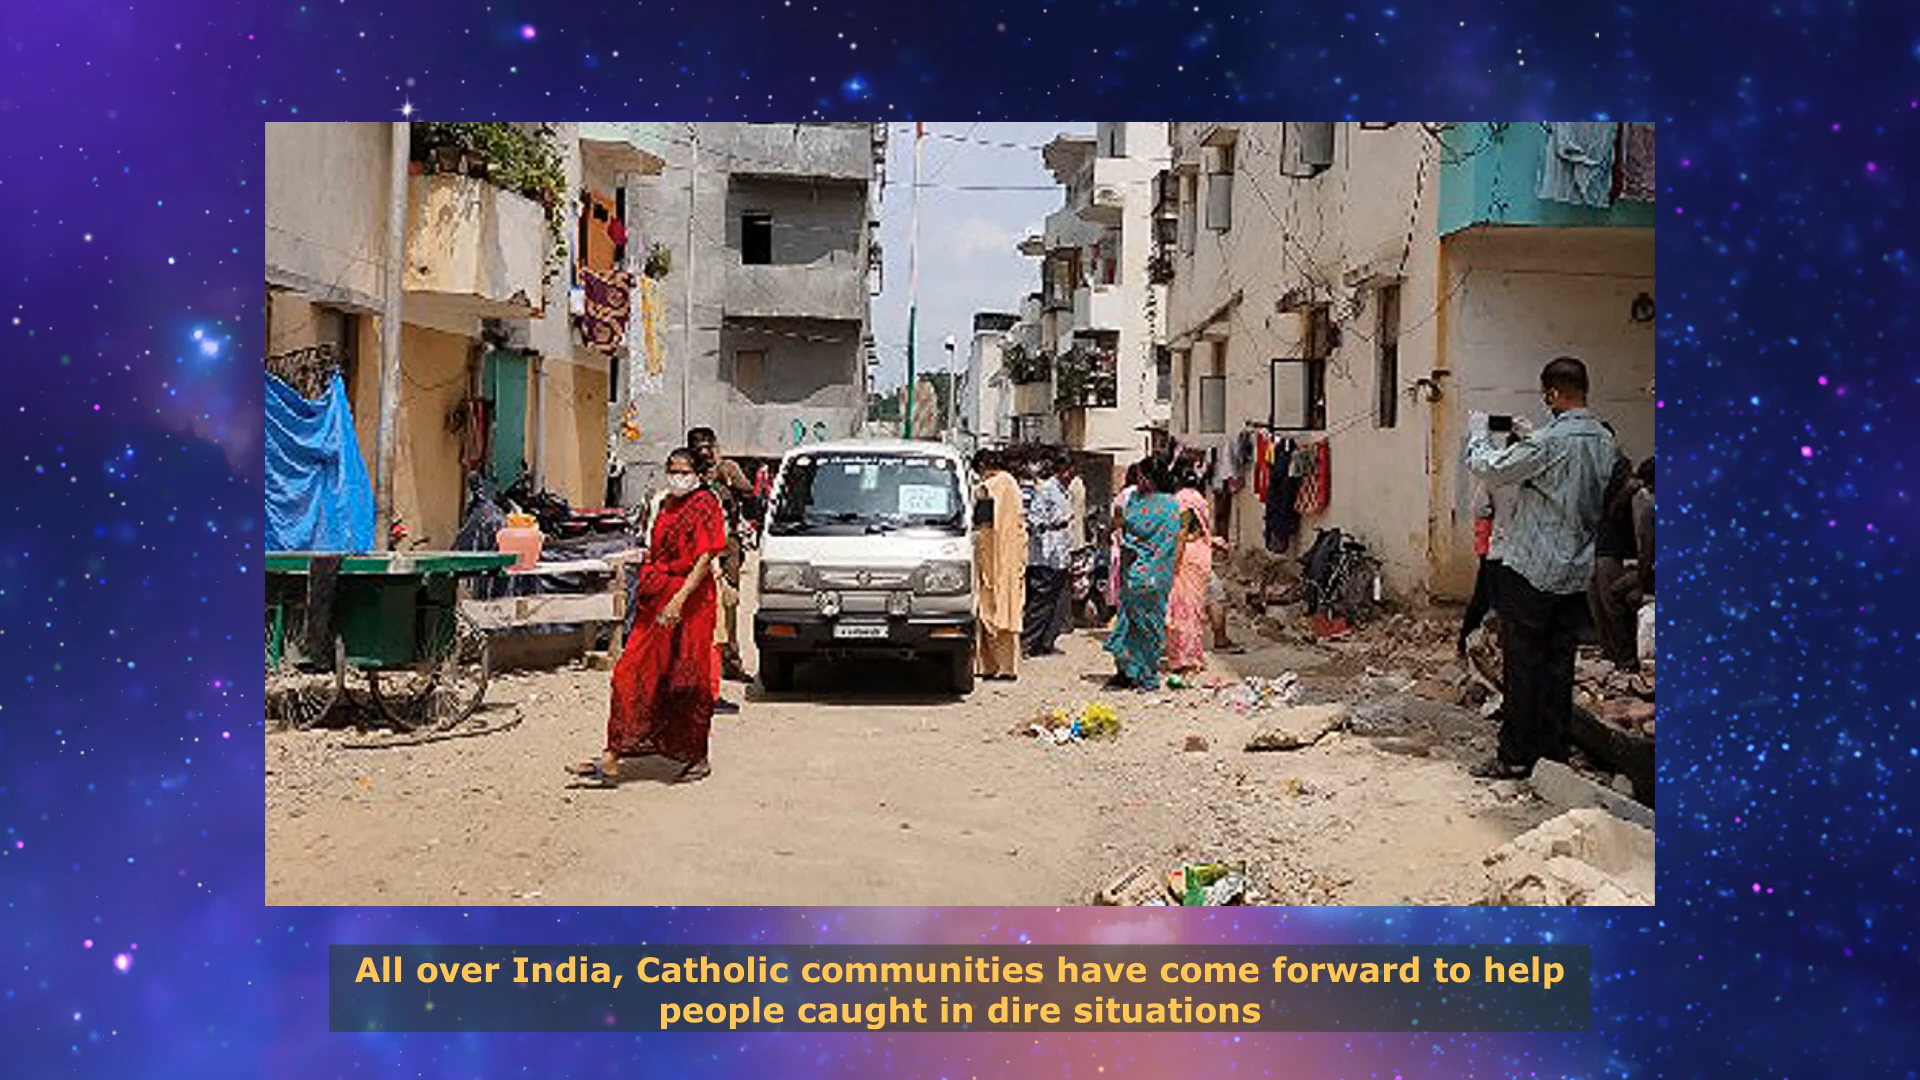 All over India, Catholic communities have come forward to help
people caught in dire situations